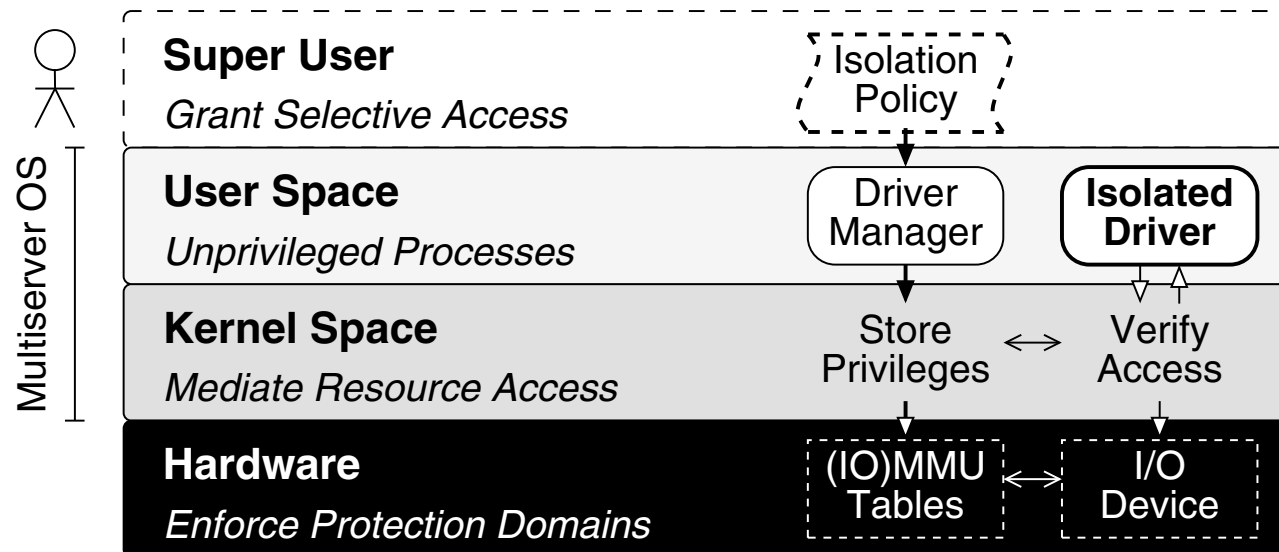 Super User
Grant Selective Access
Isolation
Policy
Multiserver OS
User Space
Unprivileged Processes
Driver
Manager
Isolated
Driver
Kernel Space
Mediate Resource Access
Store
Privileges
Verify
Access
Hardware
Enforce Protection Domains
(IO)MMU
Tables
I/O
Device